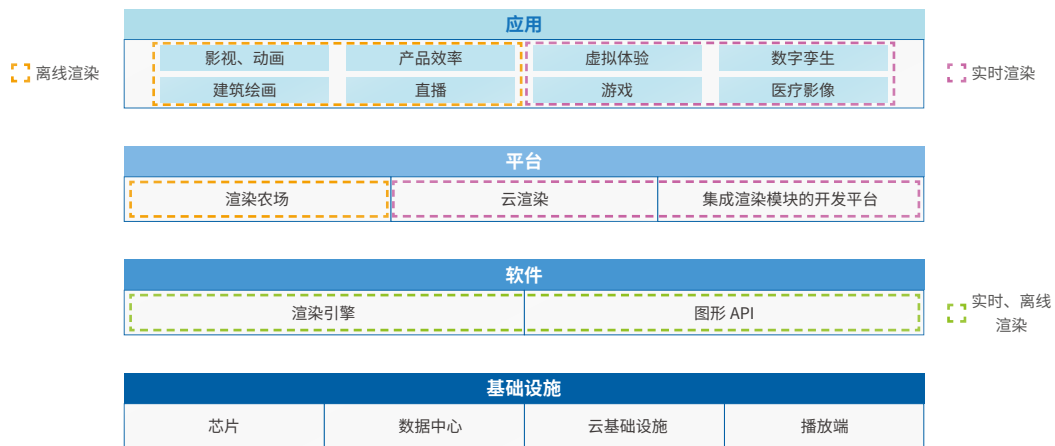 应用
影视、动画
产品效率
虚拟体验
数字孪生
离线渲染
实时渲染
建筑绘画
直播
游戏
医疗影像
平台
渲染农场
云渲染
集成渲染模块的开发平台
软件
渲染引擎
图形 API
实时、离线
渲染
基础设施
芯片
数据中心
云基础设施
播放端